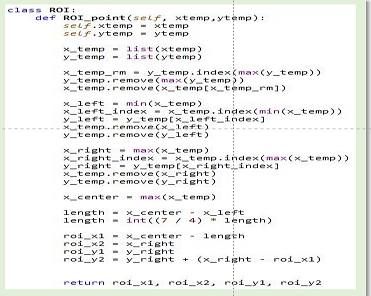 class ROI:
def ROI_point(self, xtemp,ytemp):
self.xtemp = xtemp
self.ytemp = ytemp
x_temp = list(xtemp)
y_temp = list(ytemp)
x_temp_rm = y_temp.index(max(y_temp))
y_temp.remove(max(y_temp))
x_temp.remove(x_temp[x_temp_rm])
x_left = min(x_temp)
x_left_index = x_temp.index(min(x_temp))
y_left = y_temp[x_left_index]
x_temp.remove(x_left)
y_temp.remove(y_left)
x_right = max(x_temp)
x_right_index = x_temp.index(max(x_temp))
y_right = y_temp[x_right_index]
x_temp.remove(x_right)
y_temp.remove(y_right)
x_center = max(x_temp)
length = x_center - x_left
length = int((7 / 4) * length)
roi_x1 = x_center - length
roi_x2 = x_right
roi_y1 = y_right
roi_y2 = y_right + (x_right - roi_x1)
return roi_x1, roi_x2, roi_y1, roi_y2